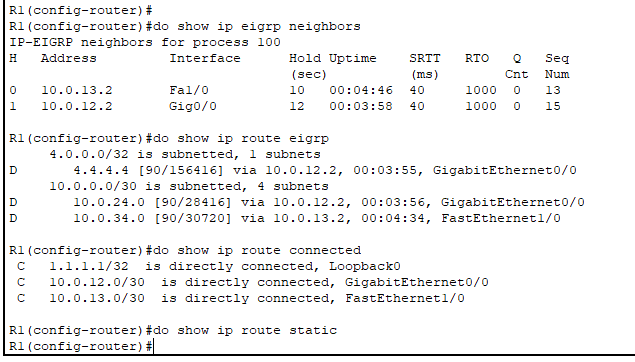 R1(config-router)#
R1(config-router)#do show ip eigrp neighbors
IP-EIGRP neighbors for process 100
H   Address         Interface      Hold Uptime    SRTT   RTO   Q   Seq
                                   (sec)          (ms)        Cnt  Num
0   10.0.13.2       Fa1/0          10   00:04:46  40     1000  0   13
1   10.0.12.2       Gig0/0         12   00:03:58  40     1000  0   15
R1(config-router)#do show ip route eigrp
     4.0.0.0/32 is subnetted, 1 subnets
D       4.4.4.4 [90/156416] via 10.0.12.2, 00:03:55, GigabitEthernet0/0
     10.0.0.0/30 is subnetted, 4 subnets
D       10.0.24.0 [90/28416] via 10.0.12.2, 00:03:56, GigabitEthernet0/0
D       10.0.34.0 [90/30720] via 10.0.13.2, 00:04:34, FastEthernet1/0
R1(config-router)#do show ip route connected
 C   1.1.1.1/32  is directly connected, Loopback0
 C   10.0.12.0/30  is directly connected, GigabitEthernet0/0
 C   10.0.13.0/30  is directly connected, FastEthernet1/0
R1(config-router)#do show ip route static
R1(config-router)#